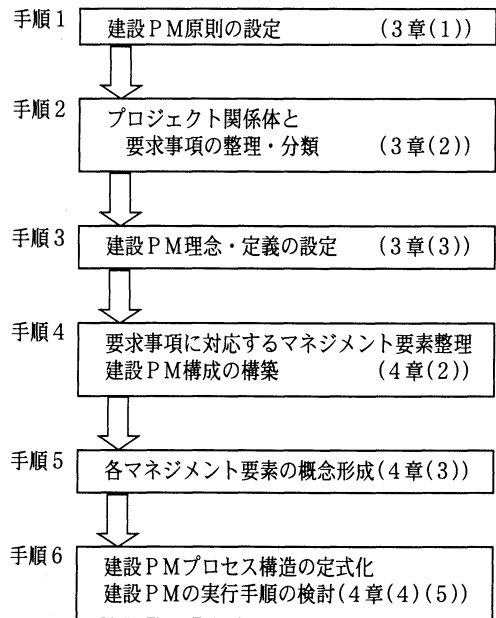 手順1
建設PM原則の設定 (3章(1))
手順2
プロジェクト関係体と
要求事項の整理・分類 (3章(2))
手順3
建設PM理念・定義の設定 (3章(3))
手順4
要求事項に対応するマネジメント要素整理
建設PM構成の構築 (4章(2))
手順5
各マネジメント要素の概念形成(4章(3))
手順6
建設PMプロセス構造の定式化
建設PMの実行手順の検討(4章(4)(5))